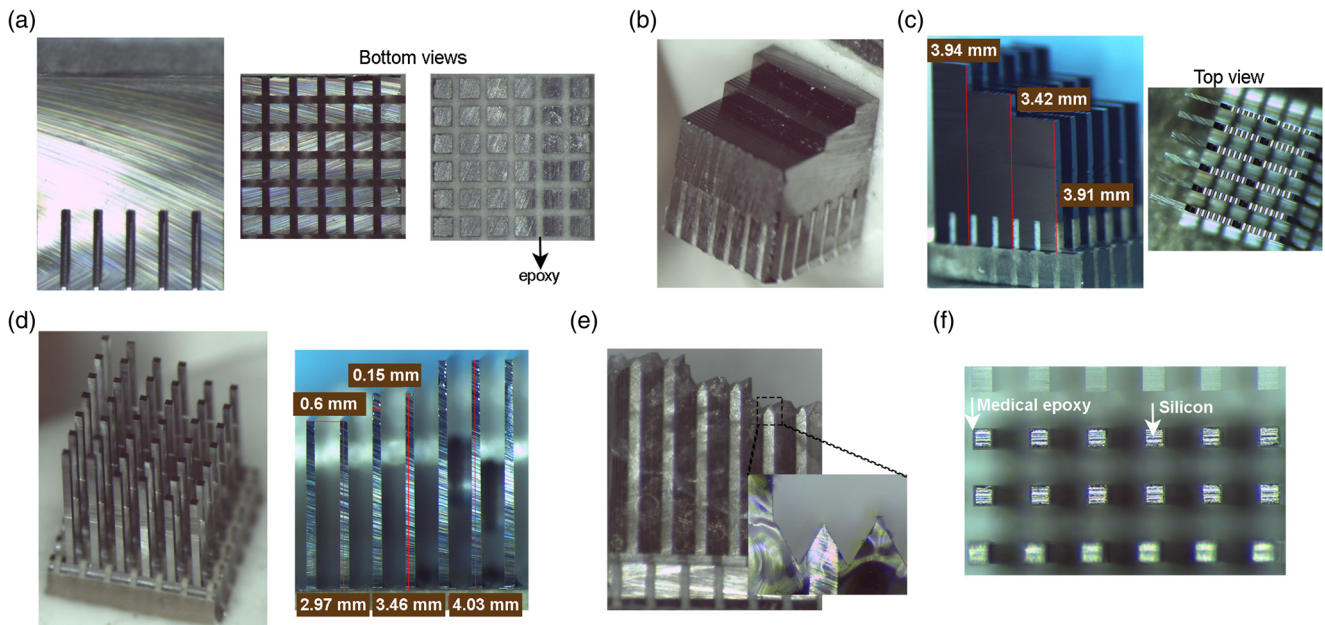 (a)
Bottom views
epoxy
(b)
(c)
3.94 mm
3.42 mm
3.91 mm
Top view
(d)
0.6 mm
0.15 mm
2.97 mm
3.46 mm
4.03 mm
(e)
(f)
Medical epoxy
Silicon